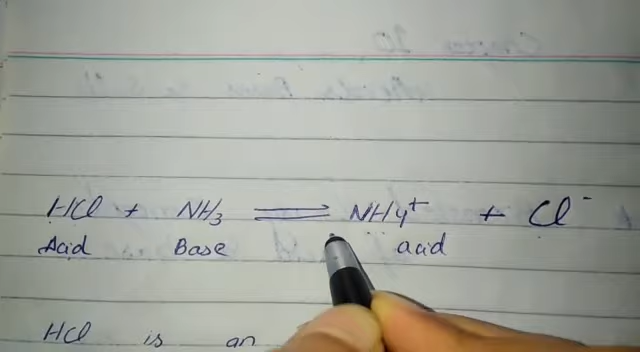 HCl + NH₃ ⇌ NH₄⁺ + Cl⁻
Acid Base acid
HCl is an